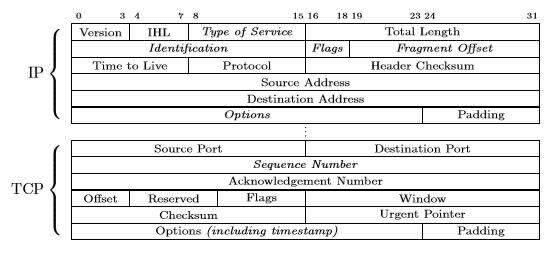 0 3 4 7 8 15 16 18 19 23 24 31
Version IHL Type of Service Total Length
Identification Flags Fragment Offset
Time to Live Protocol Header Checksum
IP
Source Address
Destination Address
Options Padding
Source Port Destination Port
Sequence Number
Acknowledgement Number
TCP
Offset Reserved Flags Window
Checksum Urgent Pointer
Options (including timestamp) Padding